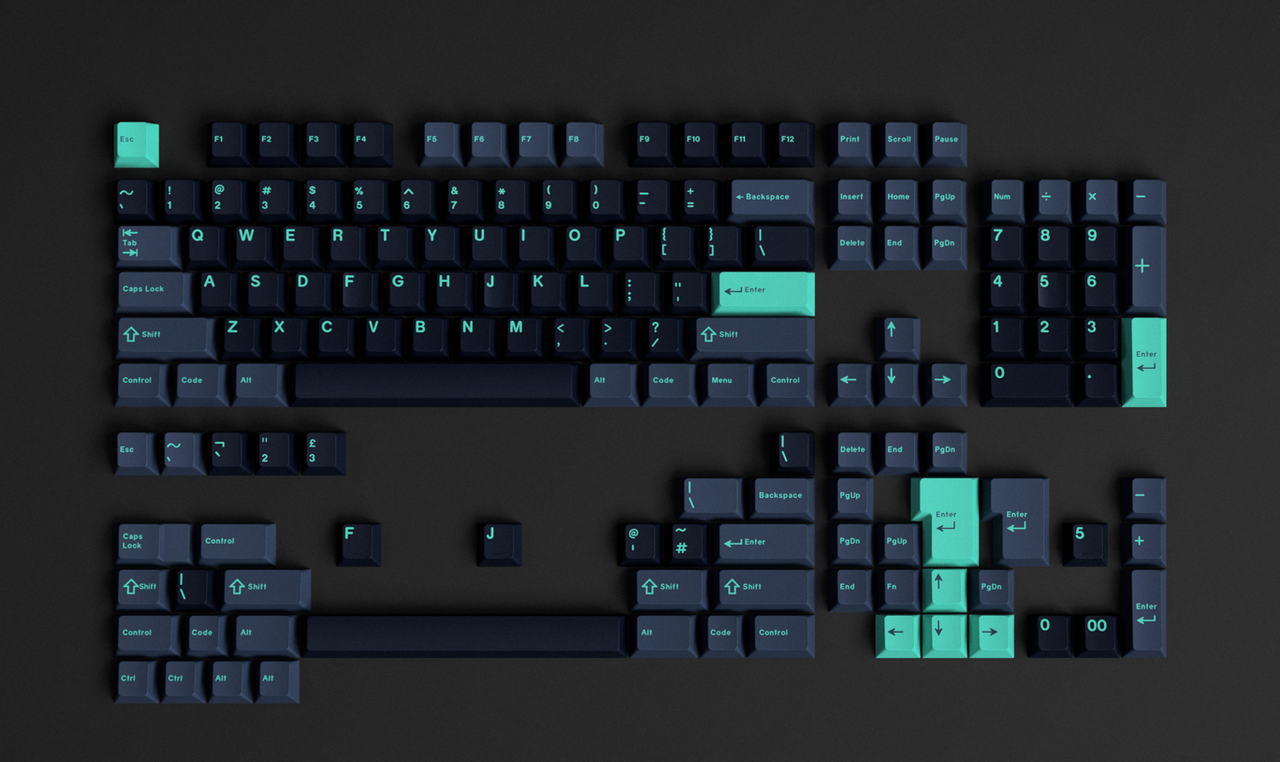 Esc F1 F2 F3 F4 F5 F6 F7 F8 F9 F10 F11 F12 Print Scroll Pause
~ ! @ # $ % ^ & * ( ) — +
` 1 2 3 4 5 6 7 8 9 0 - = ← Backspace Insert Home PgUp Num ÷ × −
Tab Q W E R T Y U I O P { } |
[ ] \ Delete End PgDn 7 8 9 +
Caps Lock A S D F G H J K L : " ← Enter 4 5 6
; '
⇧ Shift Z X C V B N M < > ? ⇧ Shift ↑ 1 2 3 Enter
, . /
Control Code Alt Alt Code Menu Control ← ↓ → 0 .
Esc ~ ¬ " £ | Delete End PgDn
` ` 2 3 \
| Backspace PgUp Enter Enter −
\
Caps Lock Control F J @ ~ ← Enter PgDn PgUp 5 +
' #
⇧ Shift | ⇧ Shift ⇧ Shift ⇧ Shift End Fn ↑ PgDn Enter
\
Control Code Alt Alt Code Control ← ↓ → 0 00
Ctrl Ctrl Alt Alt